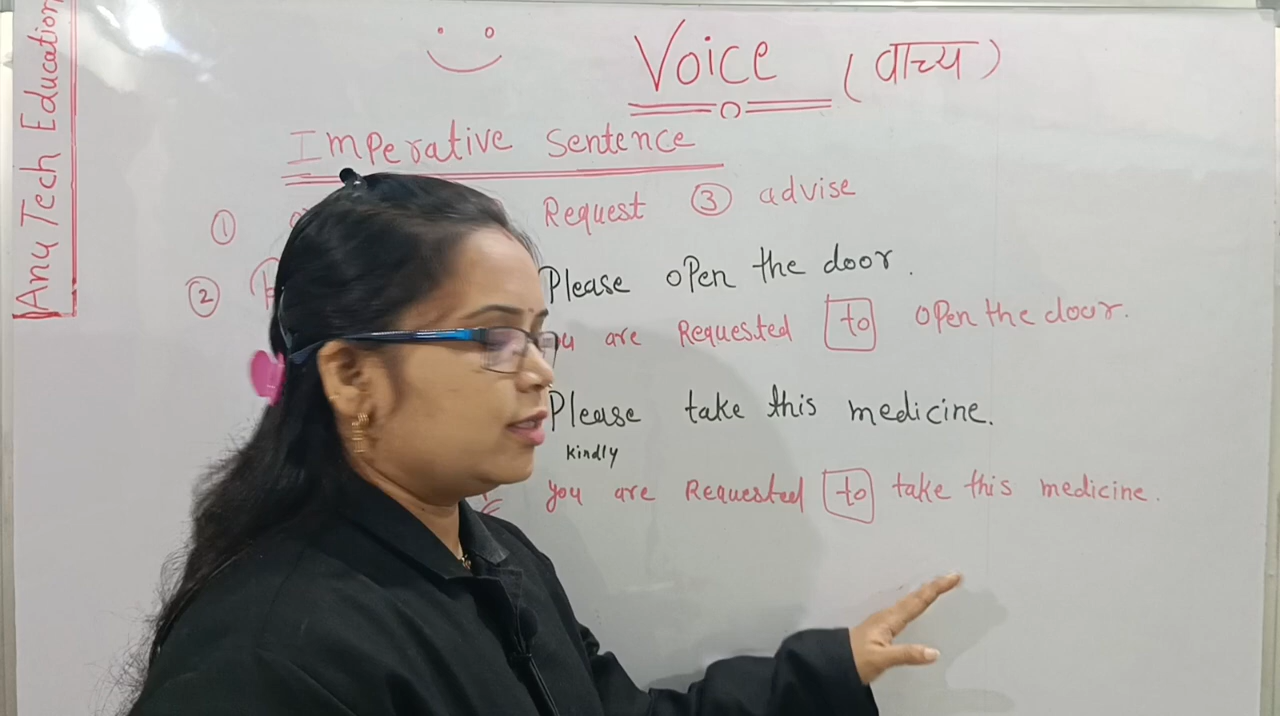 Anu Tech Education
Voice (वाच्य)
Imperative Sentence
① Request ③ advise
② Please open the door.
are Requested to open the door.
Please take this medicine.
kindly
you are Requested to take this medicine.